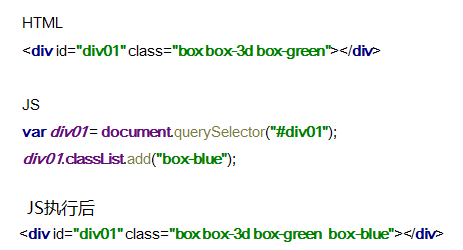 HTML
<div id="div01" class="box box-3d box-green"></div>
JS
var div01 = document.querySelector("#div01");
div01.classList.add("box-blue");
JS执行后
<div id="div01" class="box box-3d box-green  box-blue"></div>